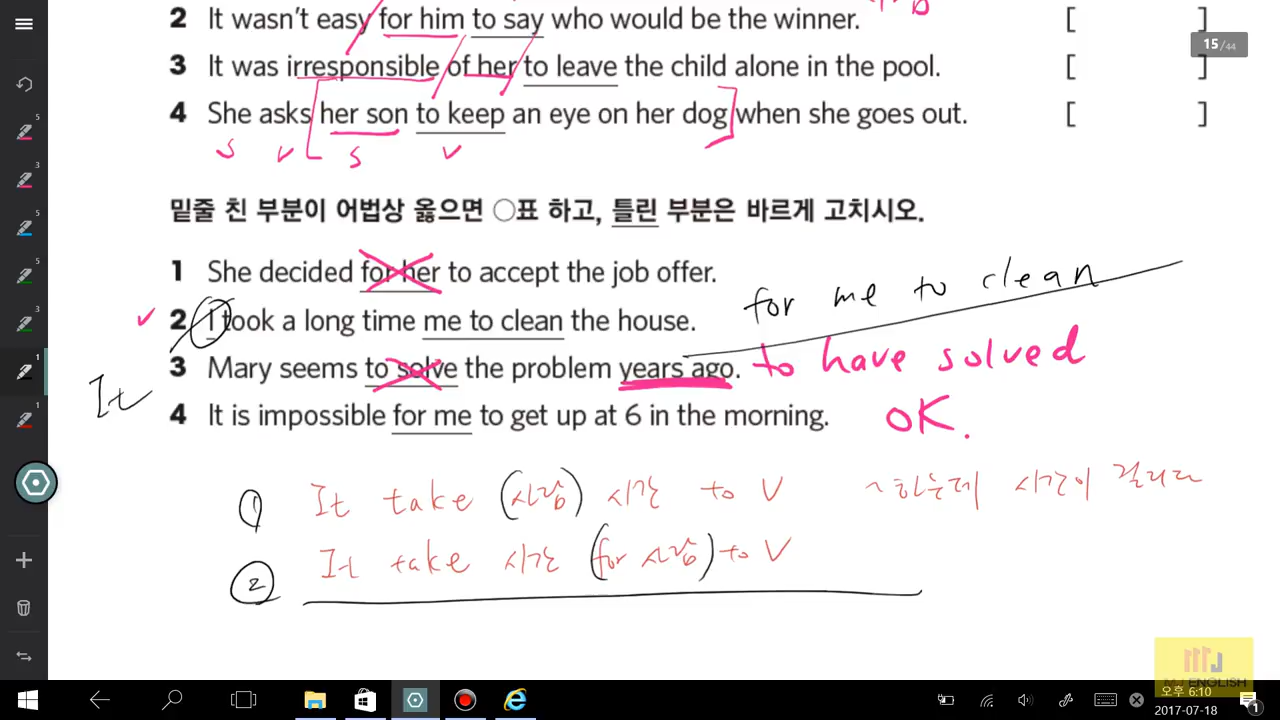 2 It wasn't easy for him to say who would be the winner. [ ]
15/44
3 It was irresponsible of her to leave the child alone in the pool. [ ]
4 She asks her son to keep an eye on her dog when she goes out. [ ]
S V S V
밑줄 친 부분이 어법상 옳으면 ○표 하고, 틀린 부분은 바르게 고치시오.
1 She decided for her to accept the job offer.
for me to clean
2 I took a long time me to clean the house.
3 Mary seems to solve the problem years ago. to have solved
It
4 It is impossible for me to get up at 6 in the morning. OK.
① It take (사람) 시간 to V ~하는데 시간이 걸리다
② It take 시간 (for 사람) to V
MJ ENGLISH
오후 6:10
2017-07-18